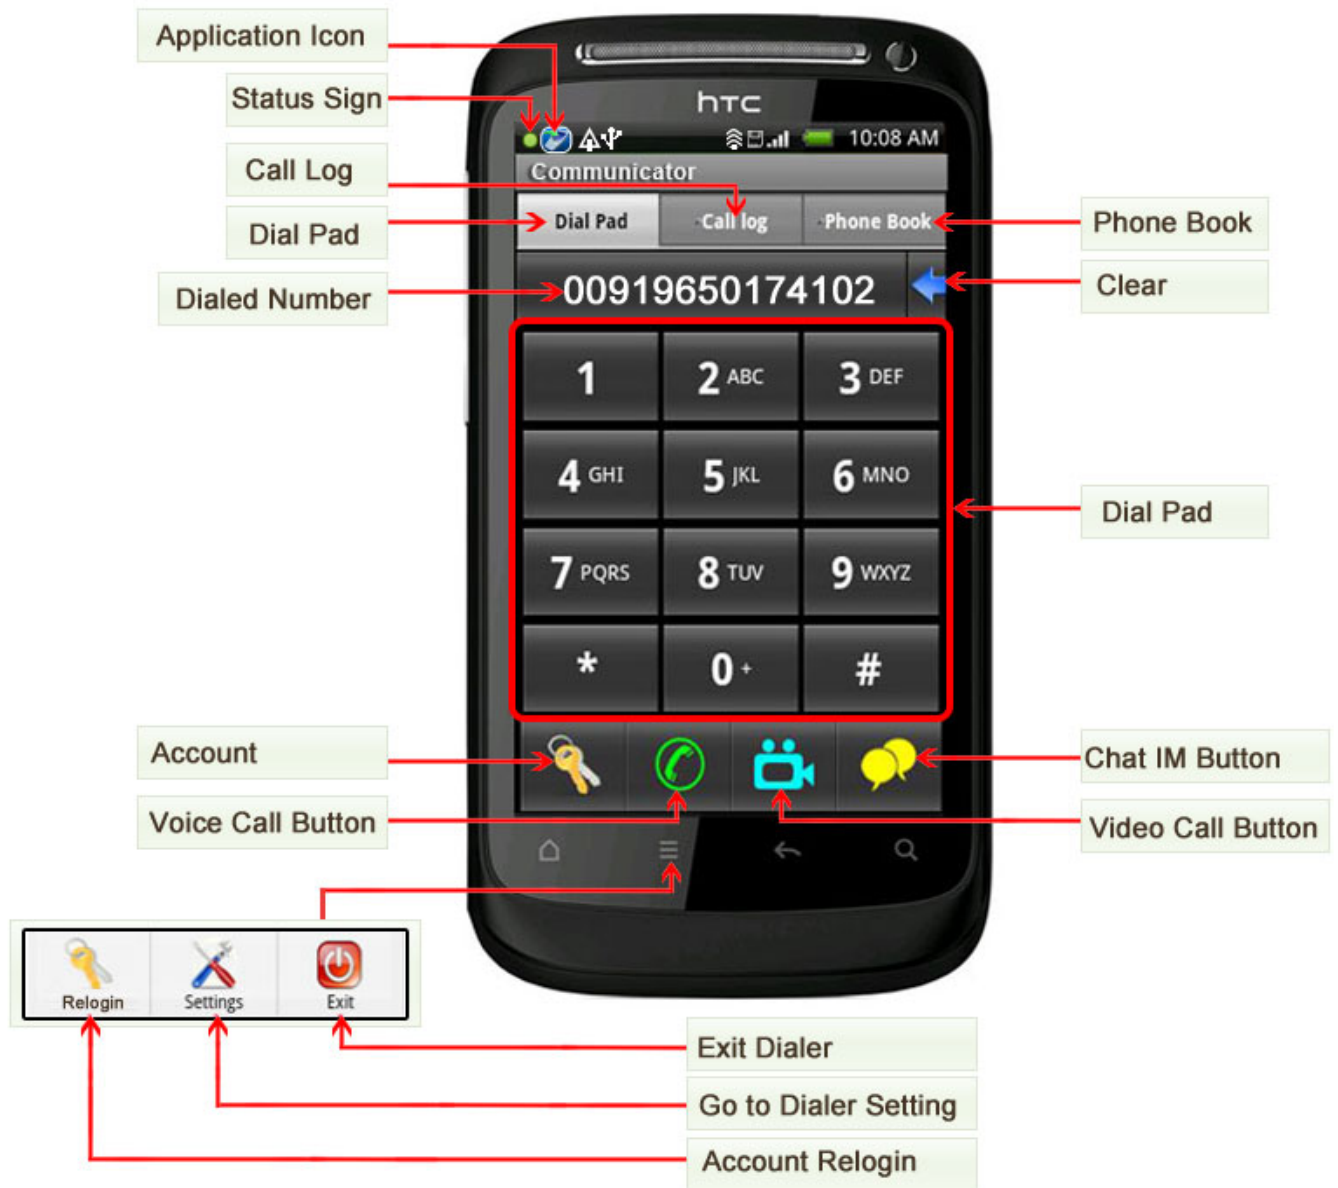 Application Icon
Status Sign
Call Log
Dial Pad
Dialed Number
hTC
10:08 AM
Communicator
Dial Pad
Call log
Phone Book
00919650174102
1
2 ABC
3 DEF
4 GHI
5 JKL
6 MNO
7 PQRS
8 TUV
9 WXYZ
*
0 +
#
Phone Book
Clear
Dial Pad
Account
Voice Call Button
Chat IM Button
Video Call Button
Relogin
Settings
Exit
Exit Dialer
Go to Dialer Setting
Account Relogin